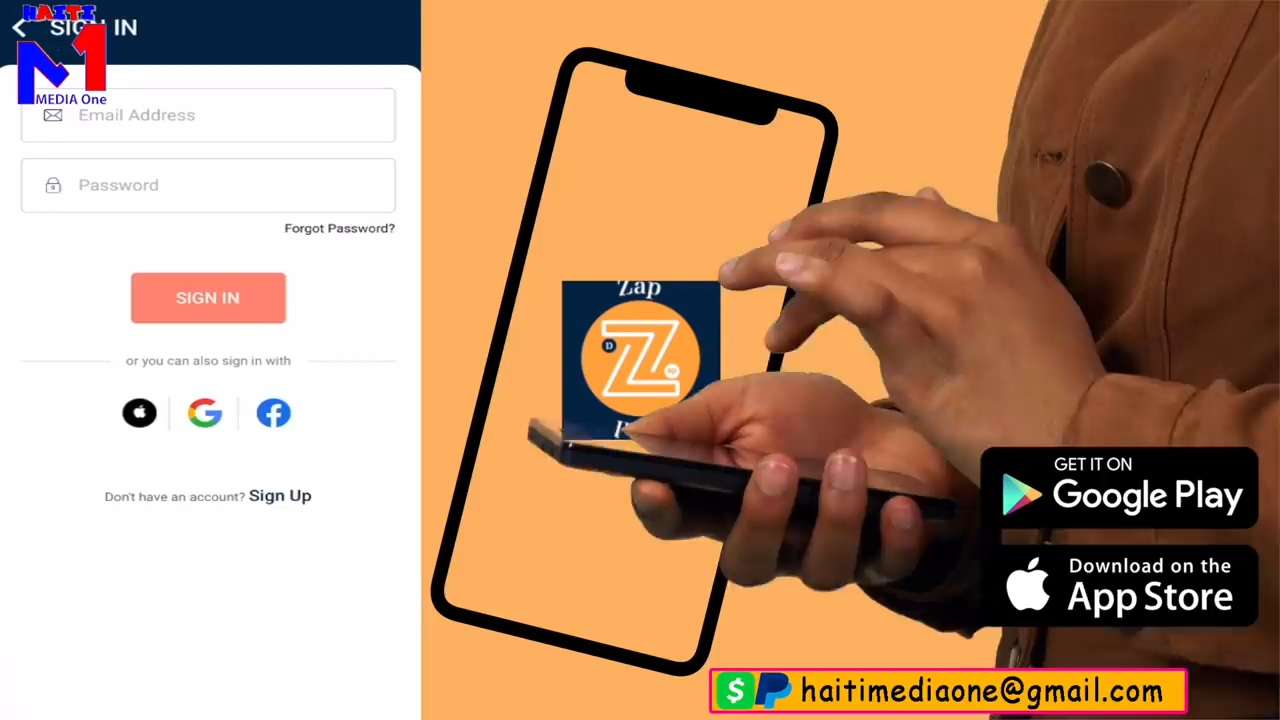 HAITI
SIGN IN
M1
MEDIA One
Email Address
Password
Forgot Password?
SIGN IN
or you can also sign in with
Don't have an account? Sign Up
Zap
Z
D
GET IT ON
Google Play
Download on the
App Store
$ haitimediaone@gmail.com